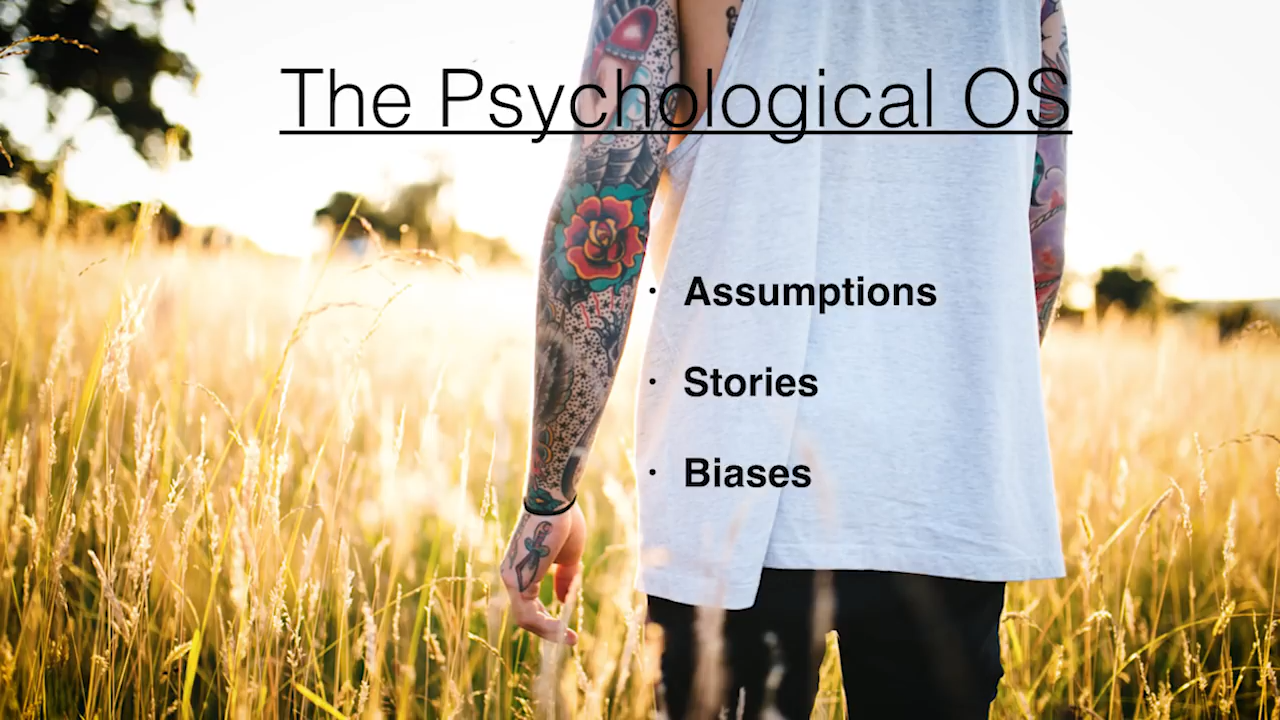 The Psychological OS
· Assumptions
· Stories
· Biases